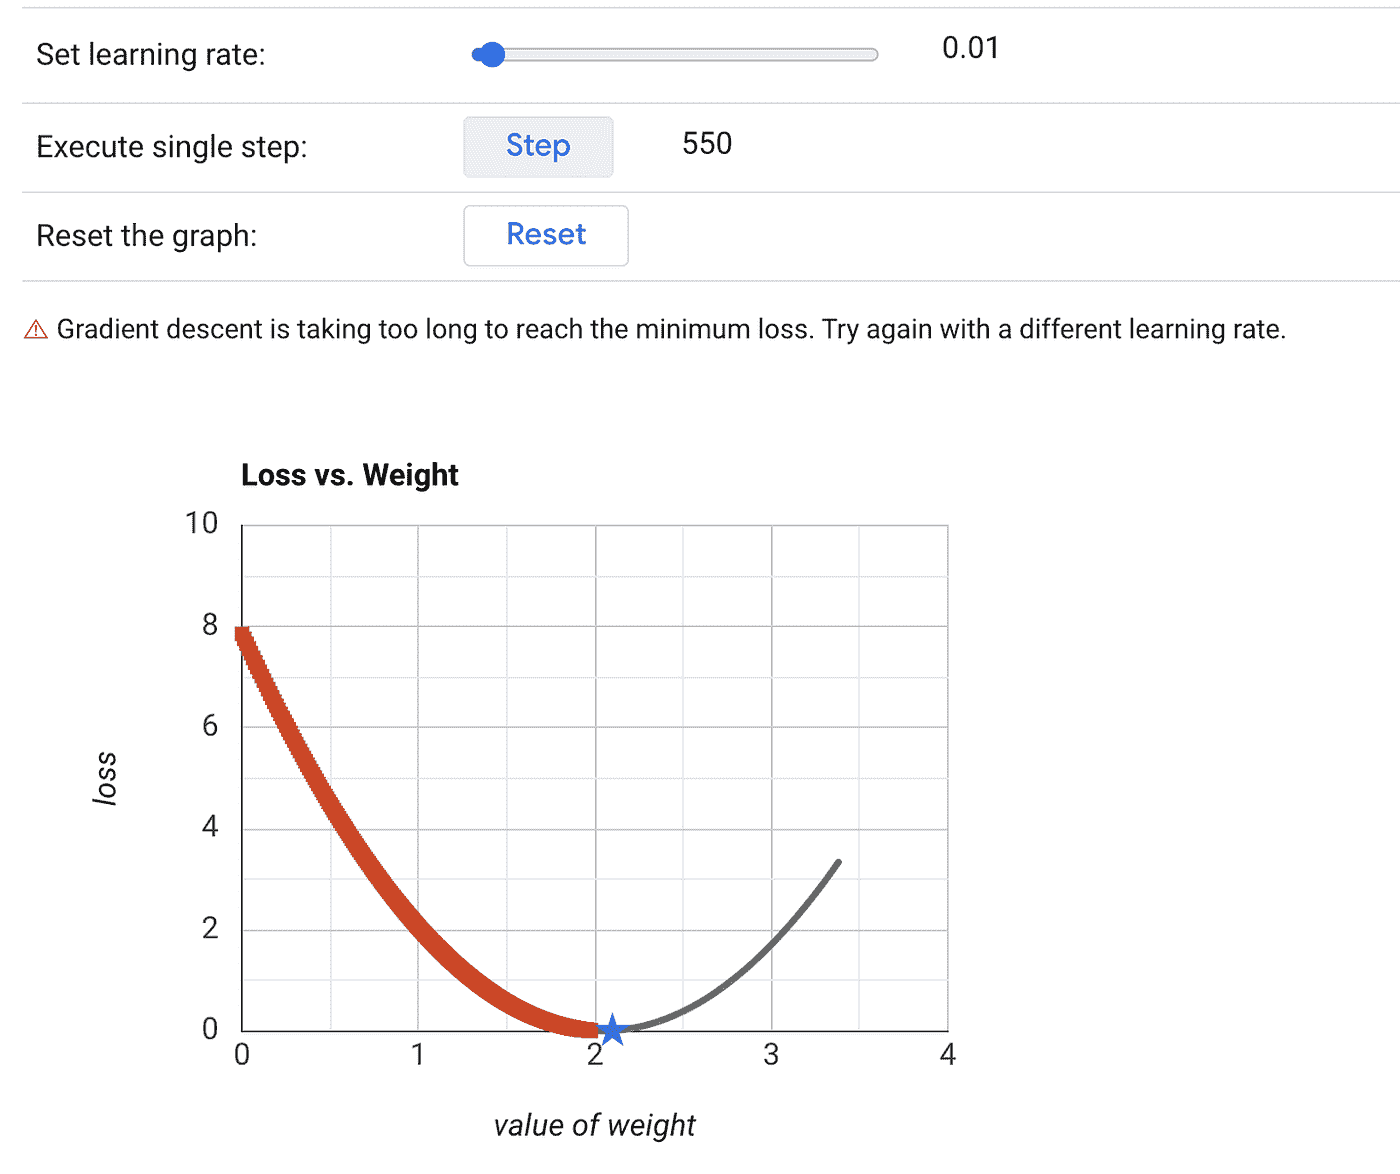 Set learning rate: 0.01
Execute single step: Step 550
Reset the graph: Reset
Gradient descent is taking too long to reach the minimum loss. Try again with a different learning rate.
Loss vs. Weight
10
8
6
4
2
0
loss
0 1 2 3 4
value of weight